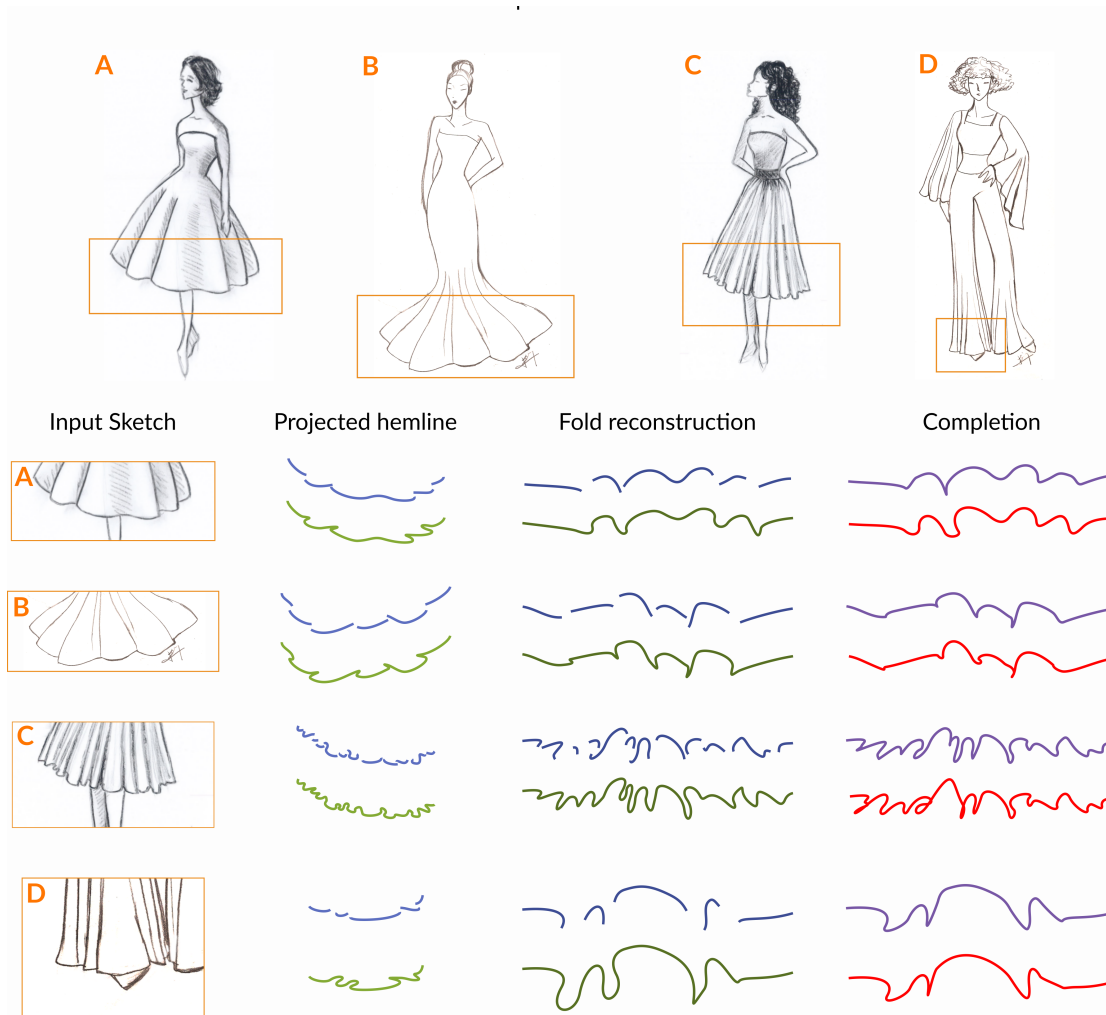 A B C D
Input Sketch Projected hemline Fold reconstruction Completion
A
B
C
D